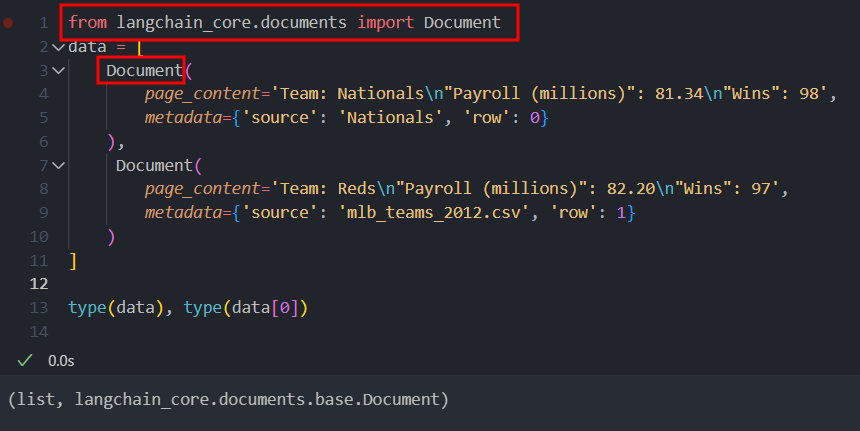 1 from langchain_core.documents import Document
2 data = [
3 Document(
4 page_content='Team: Nationals\n"Payroll (millions)": 81.34\n"Wins": 98',
5 metadata={'source': 'Nationals', 'row': 0}
6 ),
7 Document(
8 page_content='Team: Reds\n"Payroll (millions)": 82.20\n"Wins": 97',
9 metadata={'source': 'mlb_teams_2012.csv', 'row': 1}
10 )
11 ]
12
13 type(data), type(data[0])
14
0.0s
(list, langchain_core.documents.base.Document)